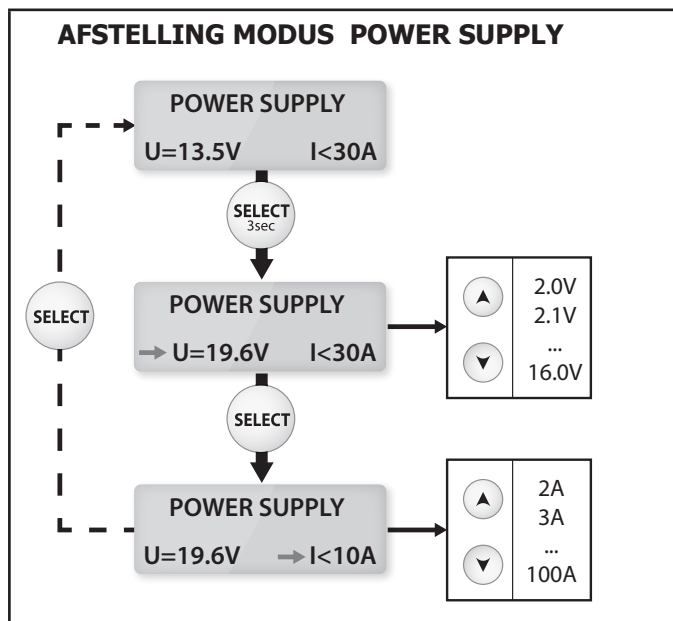 AFSTELLING MODUS POWER SUPPLY
POWER SUPPLY
U=13.5V I<30A
SELECT
3sec
POWER SUPPLY
U=19.6V I<30A
2.0V
2.1V
...
16.0V
SELECT
SELECT
POWER SUPPLY
U=19.6V I<10A
2A
3A
...
100A